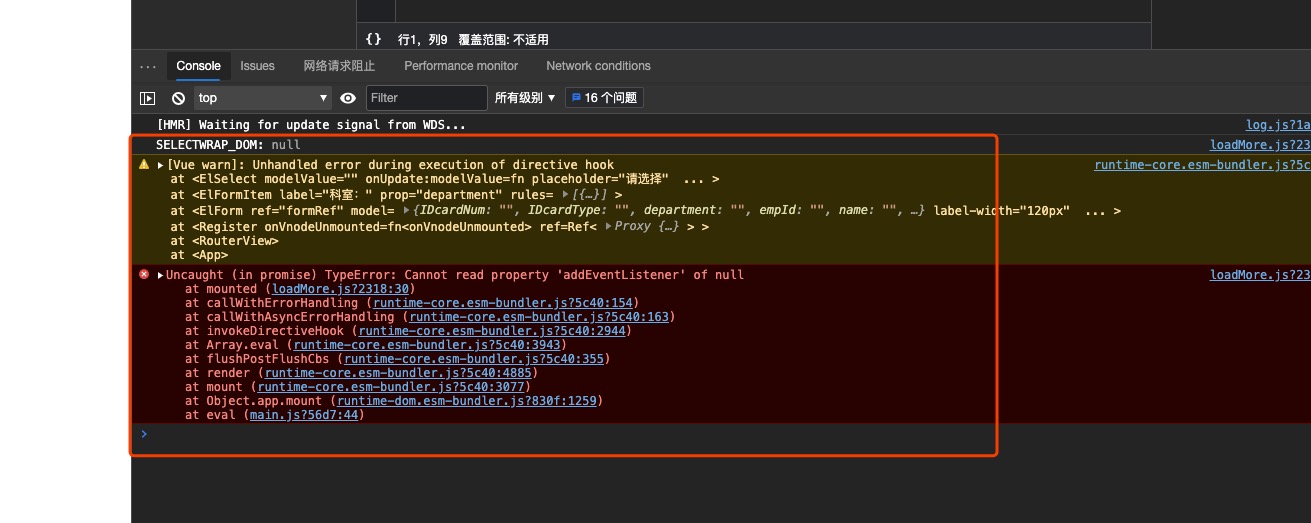 {} 行1，列9 覆盖范围: 不适用
... Console Issues 网络请求阻止 Performance monitor Network conditions
top ▼ Filter 所有级别 ▼ 16 个问题
[HMR] Waiting for update signal from WDS... log.js?1a
SELECTWRAP_DOM: null loadMore.js?23
▶[Vue warn]: Unhandled error during execution of directive hook runtime-core.esm-bundler.js?5c
at <ElSelect modelValue="" onUpdate:modelValue=fn placeholder="请选择" ... >
at <ElFormItem label="科室：" prop="department" rules= ▶[{…}] >
at <ElForm ref="formRef" model= ▶{IDcardNum: "", IDcardType: "", department: "", empId: "", name: "", …} label-width="120px" ... >
at <Register onVnodeUnmounted=fn<onVnodeUnmounted> ref=Ref< ▶Proxy {…} > >
at <RouterView>
at <App>
▶Uncaught (in promise) TypeError: Cannot read property 'addEventListener' of null loadMore.js?23
at mounted (loadMore.js?2318:30)
at callWithErrorHandling (runtime-core.esm-bundler.js?5c40:154)
at callWithAsyncErrorHandling (runtime-core.esm-bundler.js?5c40:163)
at invokeDirectiveHook (runtime-core.esm-bundler.js?5c40:2944)
at Array.eval (runtime-core.esm-bundler.js?5c40:3943)
at flushPostFlushCbs (runtime-core.esm-bundler.js?5c40:355)
at render (runtime-core.esm-bundler.js?5c40:4885)
at mount (runtime-core.esm-bundler.js?5c40:3077)
at Object.app.mount (runtime-dom.esm-bundler.js?830f:1259)
at eval (main.js?56d7:44)
>